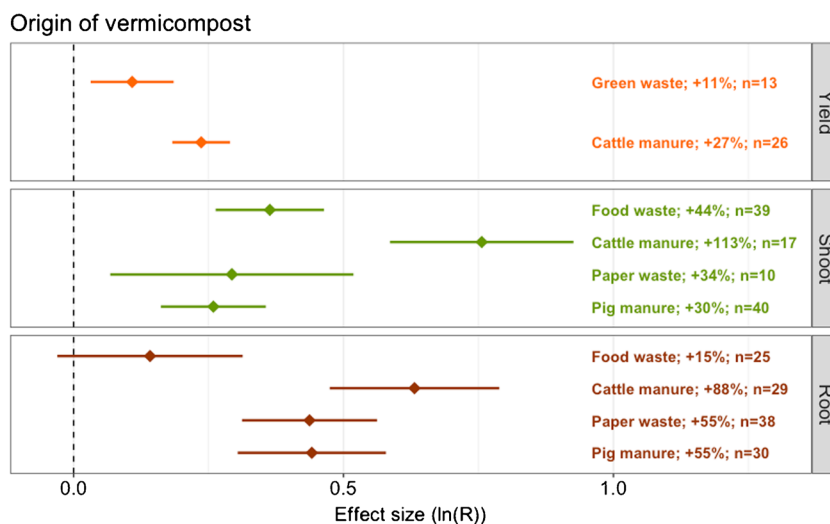 Origin of vermicompost
Green waste; +11%; n=13
Cattle manure; +27%; n=26
Yield
Food waste; +44%; n=39
Cattle manure; +113%; n=17
Paper waste; +34%; n=10
Pig manure; +30%; n=40
Shoot
Food waste; +15%; n=25
Cattle manure; +88%; n=29
Paper waste; +55%; n=38
Pig manure; +55%; n=30
Root
0.0 0.5 1.0
Effect size (ln(R))